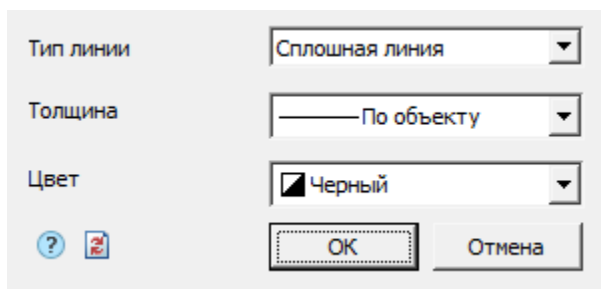 Тип линии
Сплошная линия
Толщина
По объекту
Цвет
Черный
?
OK
Отмена